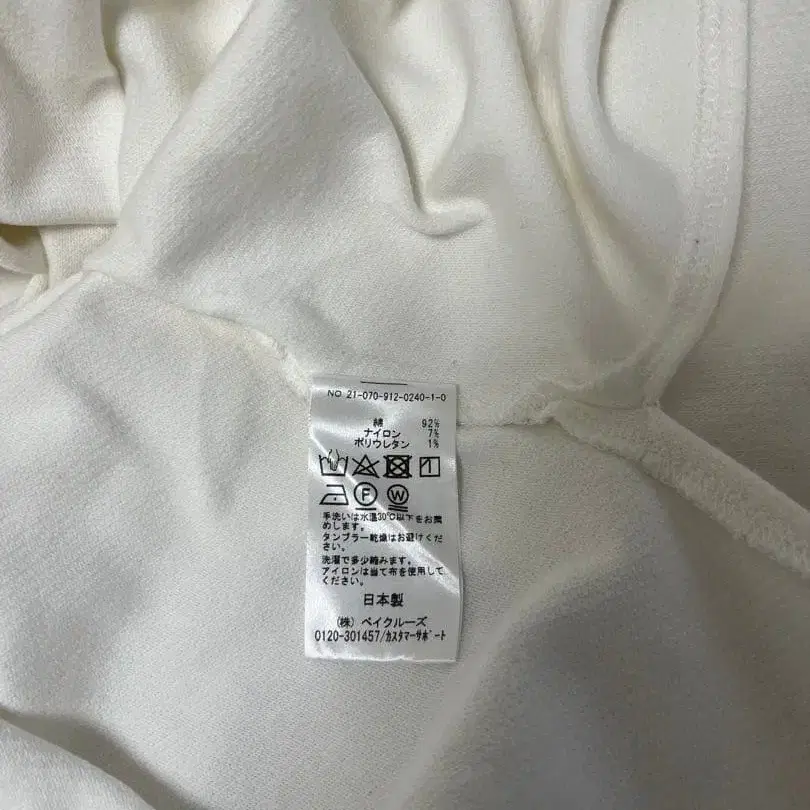 NO 21-070-912-0240-1-0
綿 92%
ナイロン 7%
ポリウレタン 1%
F W
手洗いは水温30℃以下をお薦
めします。
タンブラー乾燥はお避けくだ
さい。
洗濯で多少縮みます。
アイロンは当て布を使用して
ください。
日本製
(株) ベイクルーズ
0120-301457/カスタマーサポート